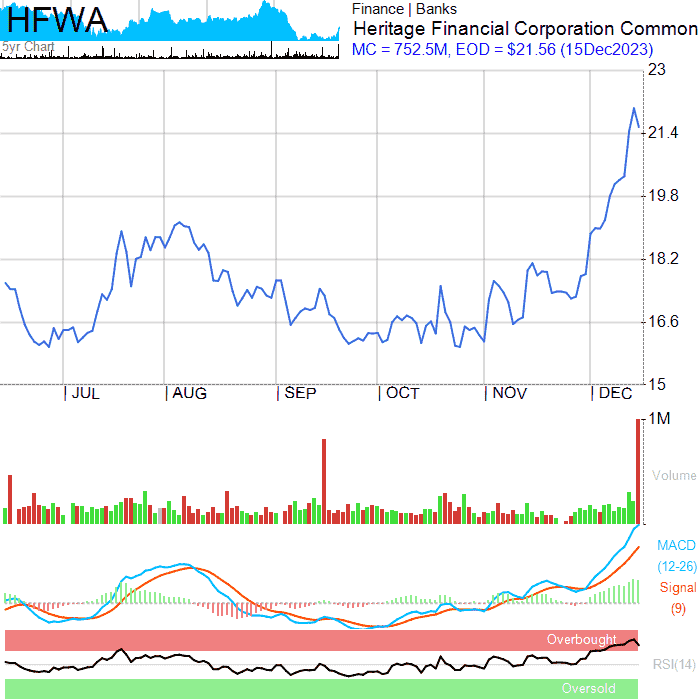 HFWA
5yr Chart
Finance | Banks
Heritage Financial Corporation Common
MC = 752.5M, EOD = $21.56 (15Dec2023)
23
21.4
19.8
18.2
16.6
15
JUL
AUG
SEP
OCT
NOV
DEC
1M
Volume
MACD
(12-26)
Signal
(9)
Overbought
RSI(14)
Oversold